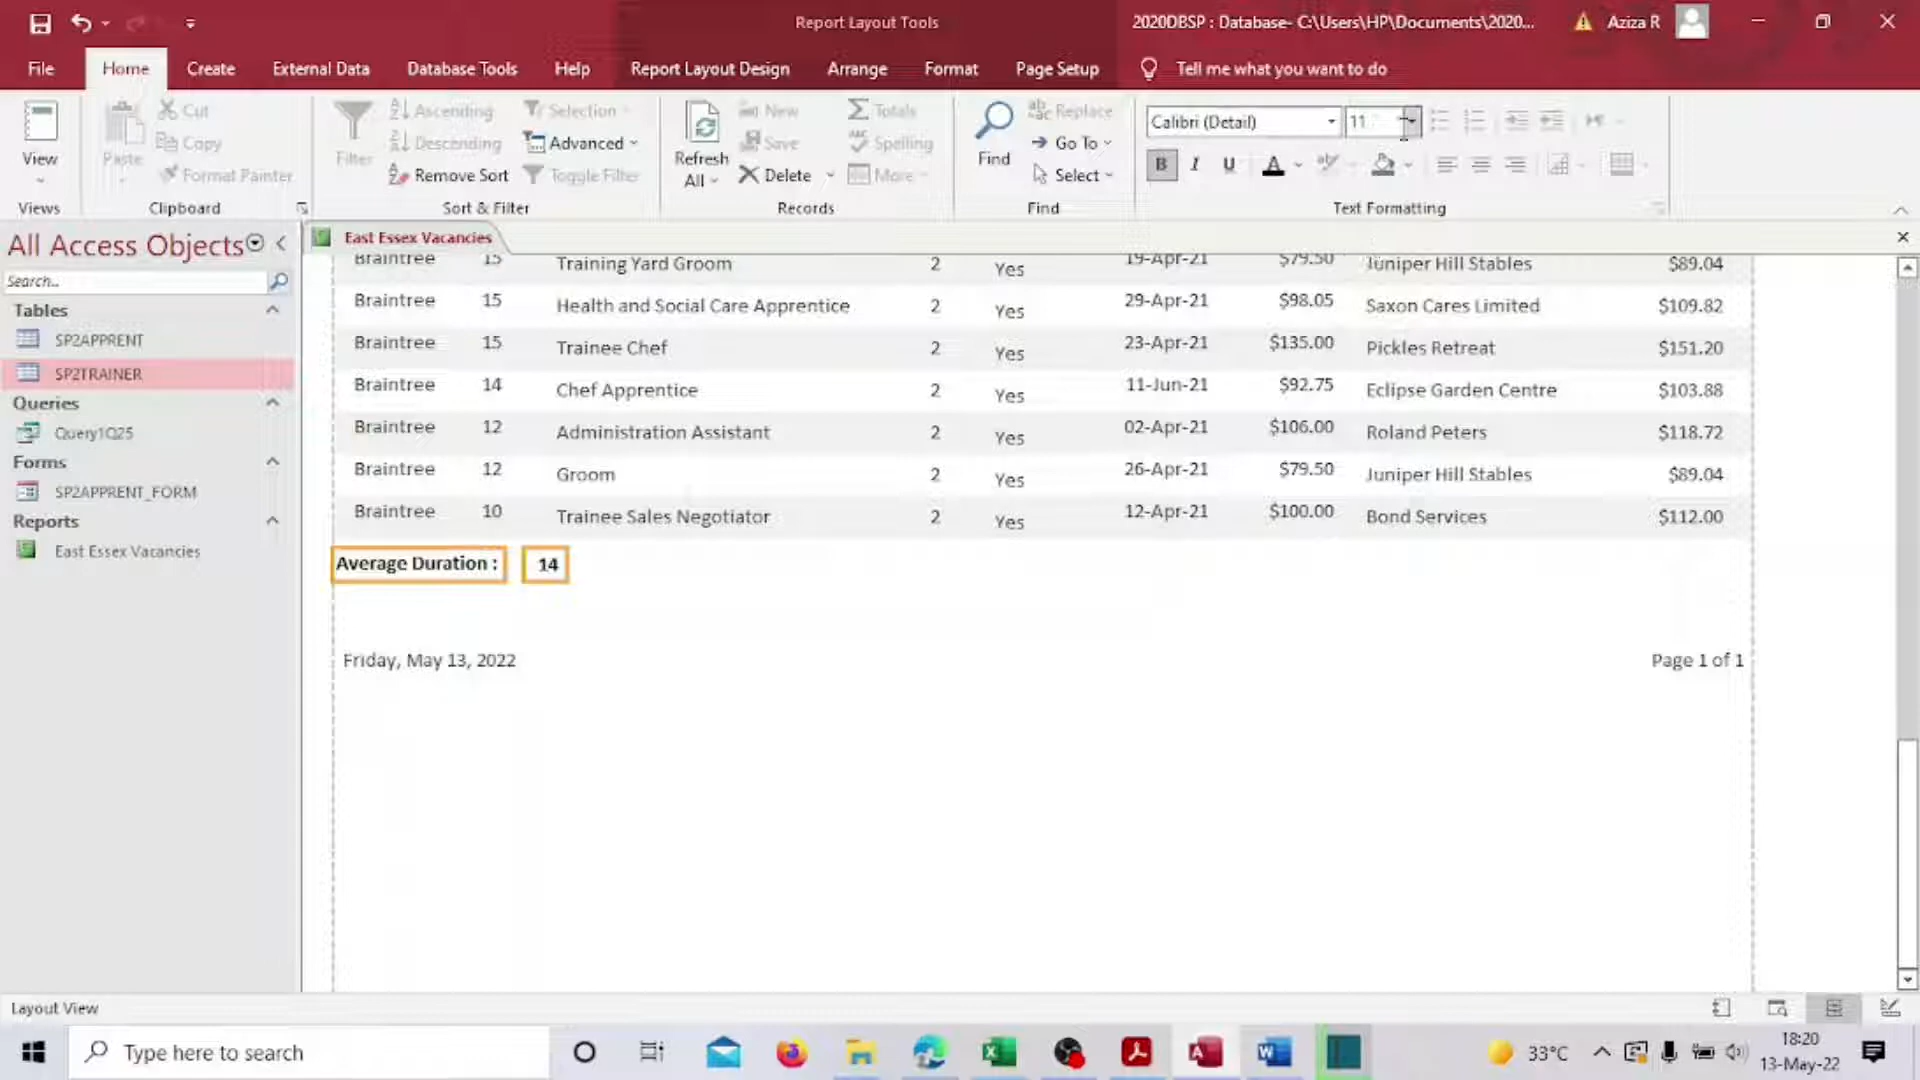 Report Layout Tools
2020DBSP : Database- C:\Users\HP\Documents\2020...
Aziza R
File Home Create External Data Database Tools Help Report Layout Design Arrange Format Page Setup Tell me what you want to do
View
Views
Paste
Cut
Copy
Format Painter
Clipboard
Filter
Ascending
Descending
Remove Sort
Selection
Advanced
Toggle Filter
Sort & Filter
Refresh
All
New
Save
Delete
Totals
Spelling
More
Records
Find
Replace
Go To
Select
Find
Calibri (Detail)
11
B I U A
Text Formatting
All Access Objects
Search...
Tables
SP2APPRENT
SP2TRAINER
Queries
Query1Q25
Forms
SP2APPRENT_FORM
Reports
East Essex Vacancies
East Essex Vacancies
Braintree 15 Training Yard Groom 2 Yes 19-Apr-21 $79.50 Juniper Hill Stables $89.04
Braintree 15 Health and Social Care Apprentice 2 Yes 29-Apr-21 $98.05 Saxon Cares Limited $109.82
Braintree 15 Trainee Chef 2 Yes 23-Apr-21 $135.00 Pickles Retreat $151.20
Braintree 14 Chef Apprentice 2 Yes 11-Jun-21 $92.75 Eclipse Garden Centre $103.88
Braintree 12 Administration Assistant 2 Yes 02-Apr-21 $106.00 Roland Peters $118.72
Braintree 12 Groom 2 Yes 26-Apr-21 $79.50 Juniper Hill Stables $89.04
Braintree 10 Trainee Sales Negotiator 2 Yes 12-Apr-21 $100.00 Bond Services $112.00
Average Duration : 14
Friday, May 13, 2022
Page 1 of 1
Layout View
Type here to search
33°C
18:20
13-May-22